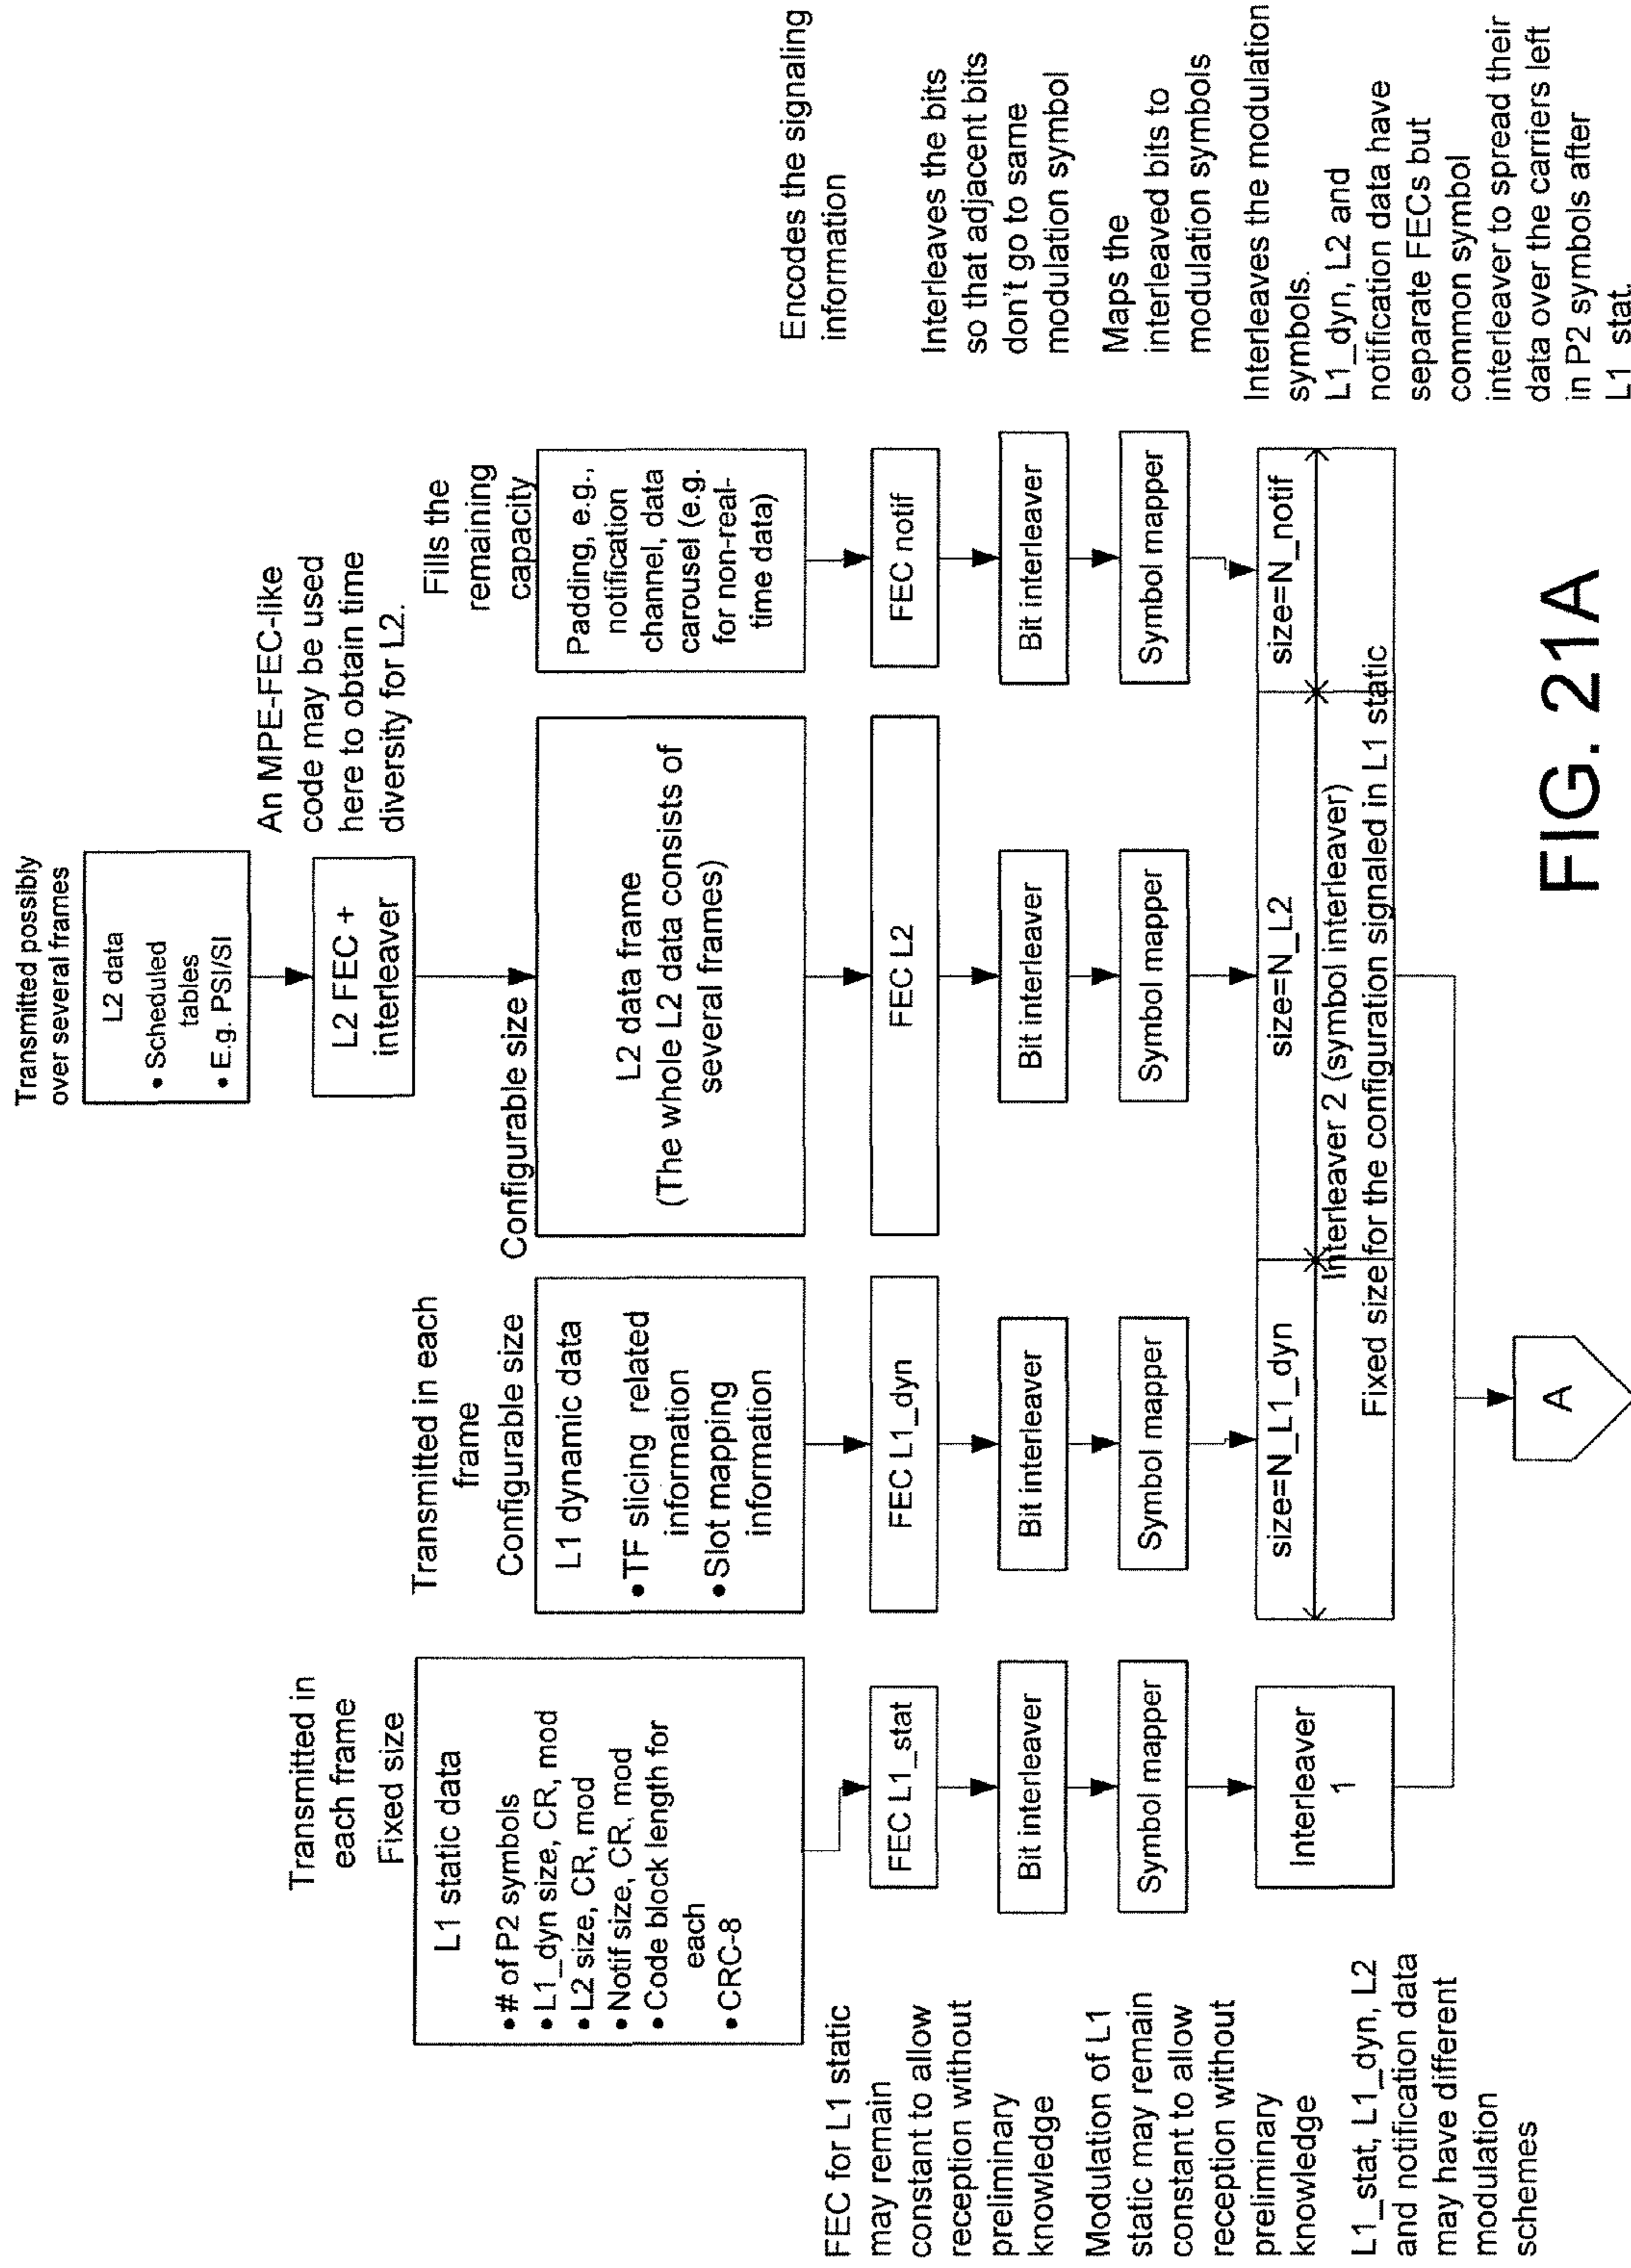 Transmitted possibly
over several frames
L2 data
• Scheduled
tables
• E.g. PSI/SI
L2 FEC +
interleaver
An MPE-FEC-like
code may be used
here to obtain time
diversity for L2.
Transmitted in
each frame
Fixed size
L1 static data
• # of P2 symbols
• L1_dyn size, CR, mod
• L2 size, CR, mod
• Notif size, CR, mod
• Code block length for
each
• CRC-8
Transmitted in each
frame
Configurable size
L1 dynamic data
• TF slicing related
information
• Slot mapping
information
Configurable size
L2 data frame
(The whole L2 data consists of
several frames)
Fills the
remaining
capacity
Padding, e.g.,
notification
channel, data
carousel (e.g.
for non-real-
time data)
FEC for L1 static
may remain
constant to allow
reception without
preliminary
knowledge
FEC L1_stat
FEC L1_dyn
FEC L2
FEC notif
Encodes the signaling
information
Bit interleaver
Bit interleaver
Bit interleaver
Bit interleaver
Interleaves the bits
so that adjacent bits
don't go to same
modulation symbol
Modulation of L1
static may remain
constant to allow
reception without
preliminary
knowledge
Symbol mapper
Symbol mapper
Symbol mapper
Symbol mapper
Maps the
interleaved bits to
modulation symbols
L1_stat, L1_dyn, L2
and notification data
may have different
modulation
schemes
Interleaver
1
size=N_L1_dyn
size=N_L2
size=N_notif
Interleaver 2 (symbol interleaver)
Fixed size for the configuration signaled in L1 static
Interleaves the modulation
symbols.
L1_dyn, L2 and
notification data have
separate FECs but
common symbol
interleaver to spread their
data over the carriers left
in P2 symbols after
L1_stat.
A
FIG. 21A